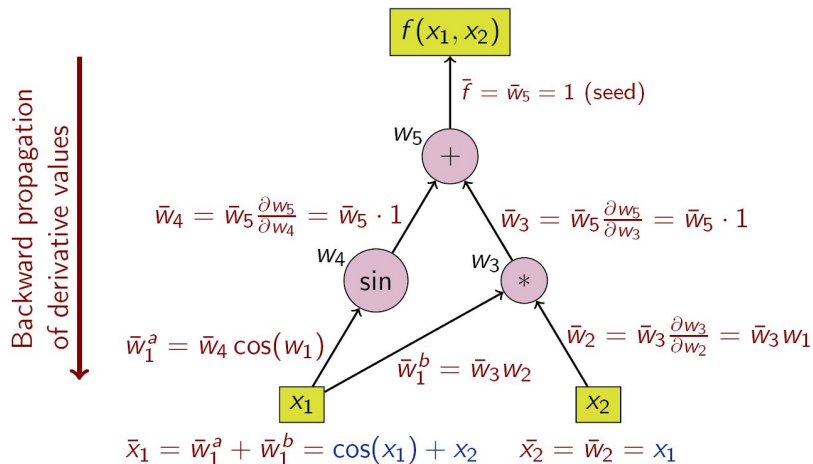 f(x₁, x₂)
f̄ = w̄₅ = 1 (seed)
w₅
+
w̄₄ = w̄₅ ∂w₅/∂w₄ = w̄₅ · 1
w̄₃ = w̄₅ ∂w₅/∂w₃ = w̄₅ · 1
w₄
sin
w₃
*
w̄₁ᵃ = w̄₄ cos(w₁)
w̄₁ᵇ = w̄₃w₂
w̄₂ = w̄₃ ∂w₃/∂w₂ = w̄₃w₁
x₁
x₂
x̄₁ = w̄₁ᵃ + w̄₁ᵇ = cos(x₁) + x₂
x̄₂ = w̄₂ = x₁
Backward propagation
of derivative values